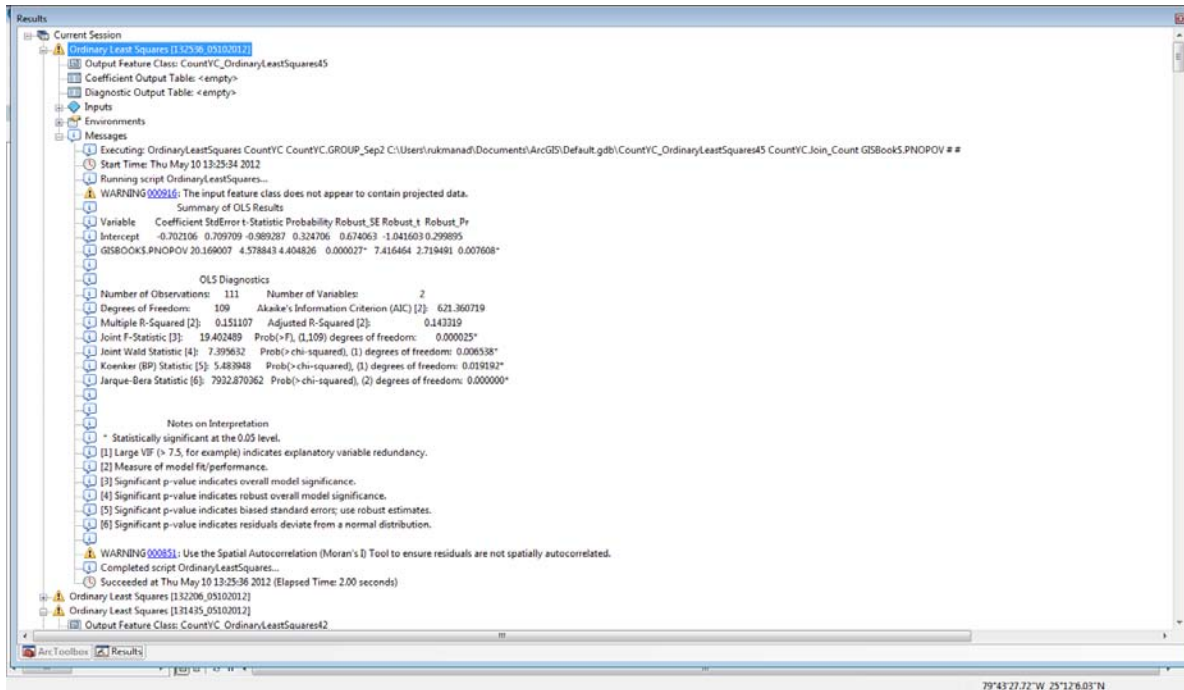 Results
Current Session
Ordinary Least Squares [132536_05102012]
Output Feature Class: CountYC_OrdinaryLeastSquares45
Coefficient Output Table: <empty>
Diagnostic Output Table: <empty>
Inputs
Environments
Messages
Executing: OrdinaryLeastSquares CountYC CountYC.GROUP_Sep2 C:\Users\rukmanad\Documents\ArcGIS\Default.gdb\CountYC_OrdinaryLeastSquares45 CountYC.Join_Count GISBook$.PNOPOV # #
Start Time: Thu May 10 13:25:34 2012
Running script OrdinaryLeastSquares...
WARNING 000916: The input feature class does not appear to contain projected data.
Summary of OLS Results
Variable Coefficient StdError t-Statistic Probability Robust_SE Robust_t Robust_Pr
Intercept -0.702106 0.709709 -0.989287 0.324706 0.674063 -1.041603 0.299895
GISBOOK$.PNOPOV 20.169007 4.578843 4.404826 0.000027* 7.416464 2.719491 0.007608*
OLS Diagnostics
Number of Observations: 111 Number of Variables: 2
Degrees of Freedom: 109 Akaike's Information Criterion (AIC) [2]: 621.360719
Multiple R-Squared [2]: 0.151107 Adjusted R-Squared [2]: 0.143319
Joint F-Statistic [3]: 19.402489 Prob(>F), (1,109) degrees of freedom: 0.000025*
Joint Wald Statistic [4]: 7.395632 Prob(>chi-squared), (1) degrees of freedom: 0.006538*
Koenker (BP) Statistic [5]: 5.483948 Prob(>chi-squared), (1) degrees of freedom: 0.019192*
Jarque-Bera Statistic [6]: 7932.870362 Prob(>chi-squared), (2) degrees of freedom: 0.000000*
Notes on Interpretation
* Statistically significant at the 0.05 level.
[1] Large VIF (> 7.5, for example) indicates explanatory variable redundancy.
[2] Measure of model fit/performance.
[3] Significant p-value indicates overall model significance.
[4] Significant p-value indicates robust overall model significance.
[5] Significant p-value indicates biased standard errors; use robust estimates.
[6] Significant p-value indicates residuals deviate from a normal distribution.
WARNING 000851: Use the Spatial Autocorrelation (Moran's I) Tool to ensure residuals are not spatially autocorrelated.
Completed script OrdinaryLeastSquares...
Succeeded at Thu May 10 13:25:36 2012 (Elapsed Time: 2.00 seconds)
Ordinary Least Squares [132206_05102012]
Ordinary Least Squares [131435_05102012]
Output Feature Class: CountYC_OrdinaryLeastSquares42
ArcToolbox Results
79°43'27.72"W 25°12'6.03"N